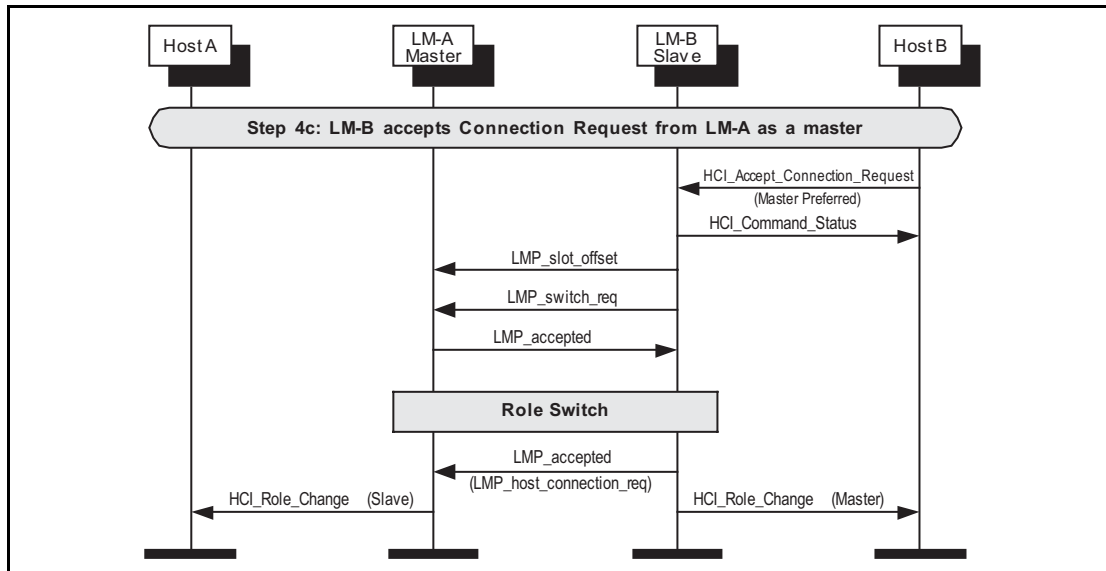 Host A
LM-A
Master
LM-B
Slave
Host B
Step 4c: LM-B accepts Connection Request from LM-A as a master
HCI_Accept_Connection_Request
(Master Preferred)
HCI_Command_Status
LMP_slot_offset
LMP_switch_req
LMP_accepted
Role Switch
LMP_accepted
(LMP_host_connection_req)
HCI_Role_Change (Slave)
HCI_Role_Change (Master)